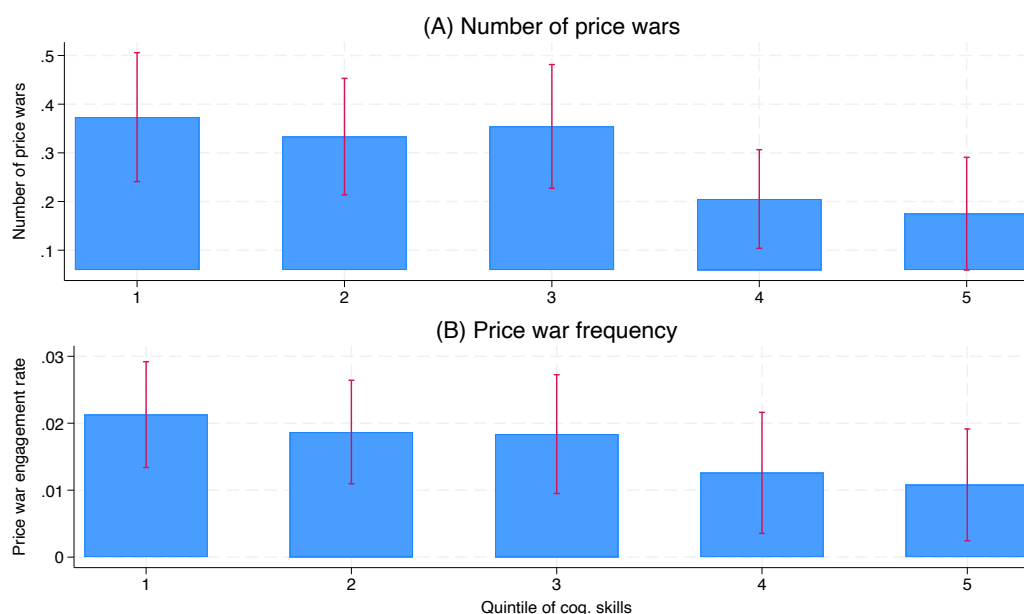 (A) Number of price wars
Number of price wars
.5
.4
.3
.2
.1
1 2 3 4 5
(B) Price war frequency
Price war engagement rate
.03
.02
.01
0
1 2 3 4 5
Quintile of cog. skills